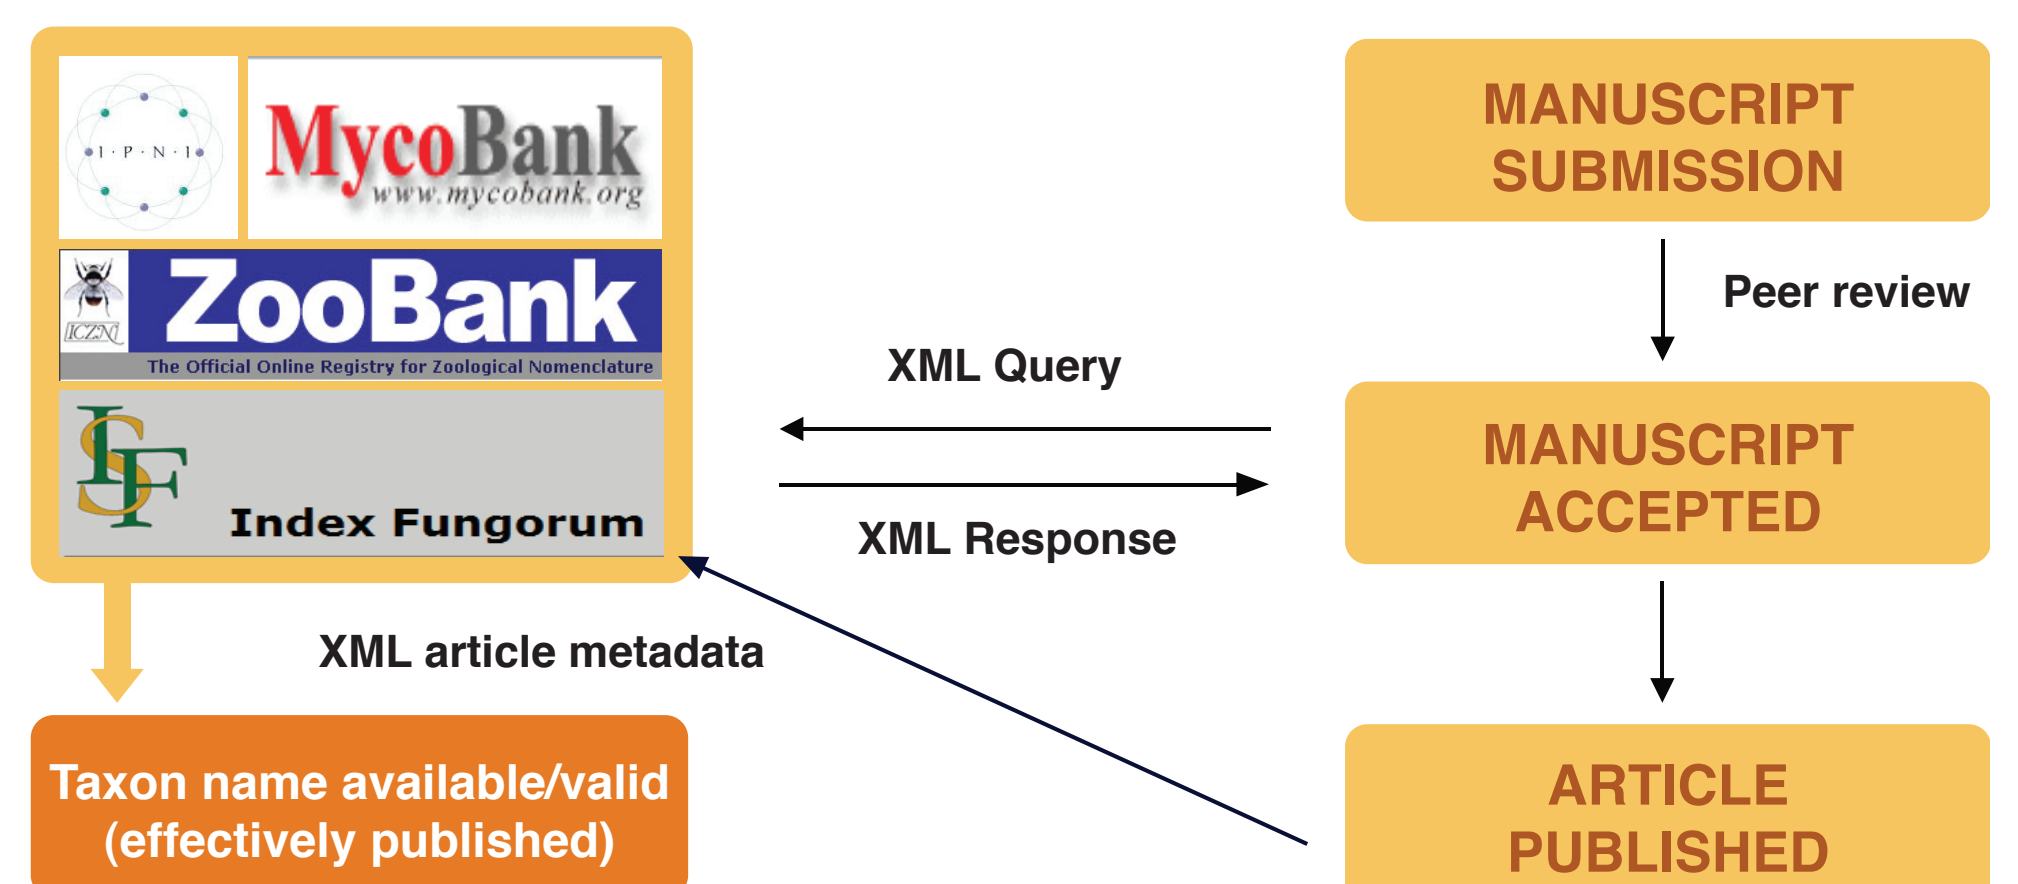 I · P · N · I
MycoBank
www.mycobank.org
ICZN
ZooBank
The Official Online Registry for Zoological Nomenclature
ISF
Index Fungorum
XML Query
XML Response
XML article metadata
Taxon name available/valid
(effectively published)
MANUSCRIPT
SUBMISSION
Peer review
MANUSCRIPT
ACCEPTED
ARTICLE
PUBLISHED